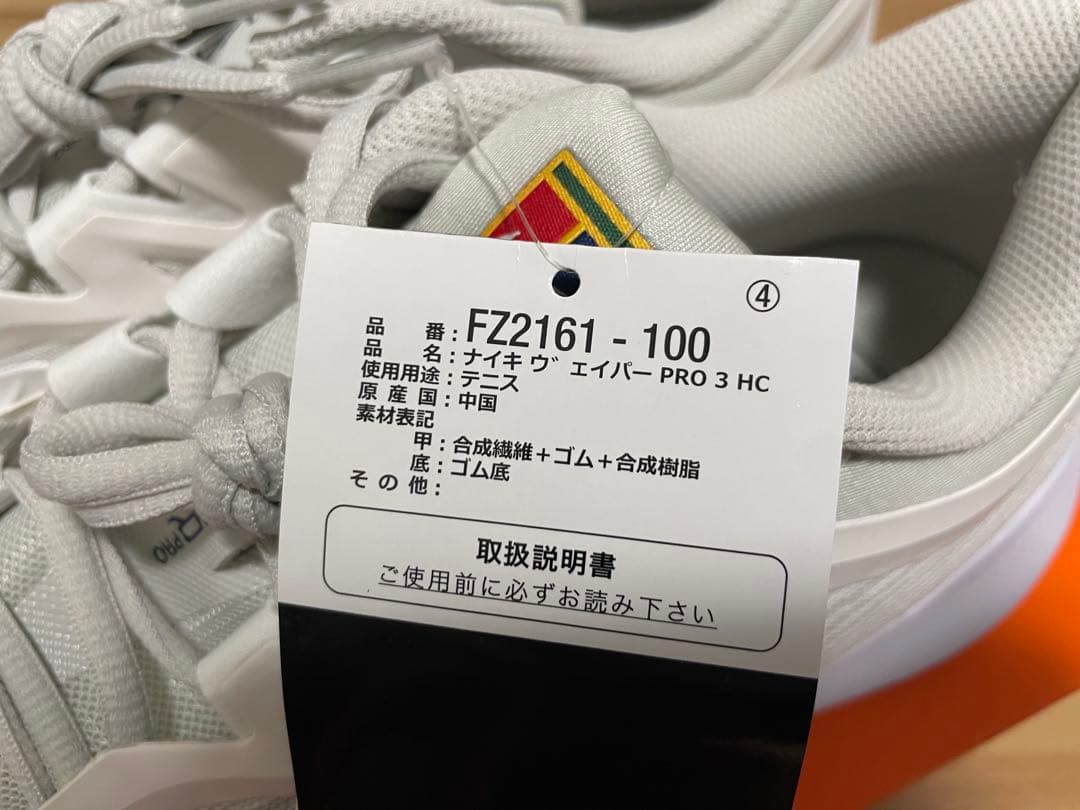 ④
品番：FZ2161 - 100
品名：ナイキ ヴェイパー PRO 3 HC
使用用途：テニス
原産国：中国
素材表記
甲：合成繊維＋ゴム＋合成樹脂
底：ゴム底
その他：
取扱説明書
ご使用前に必ずお読み下さい
PRO